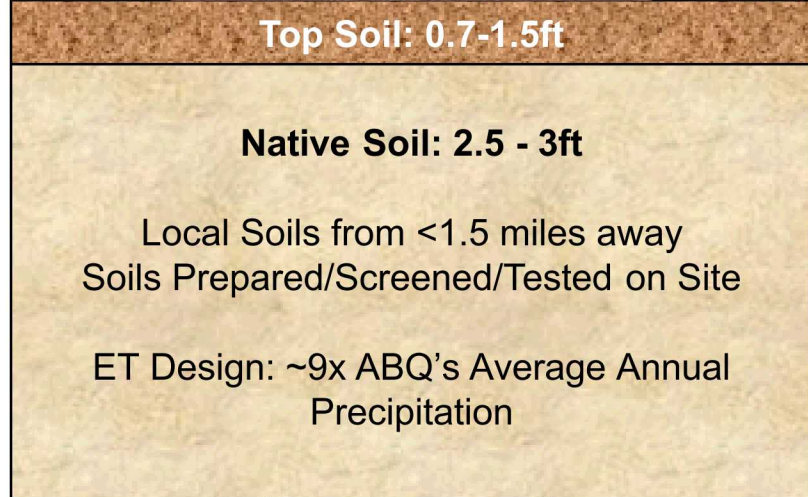 Top Soil: 0.7-1.5ft
Native Soil: 2.5 - 3ft
Local Soils from <1.5 miles away
Soils Prepared/Screened/Tested on Site
ET Design: ~9x ABQ’s Average Annual
Precipitation